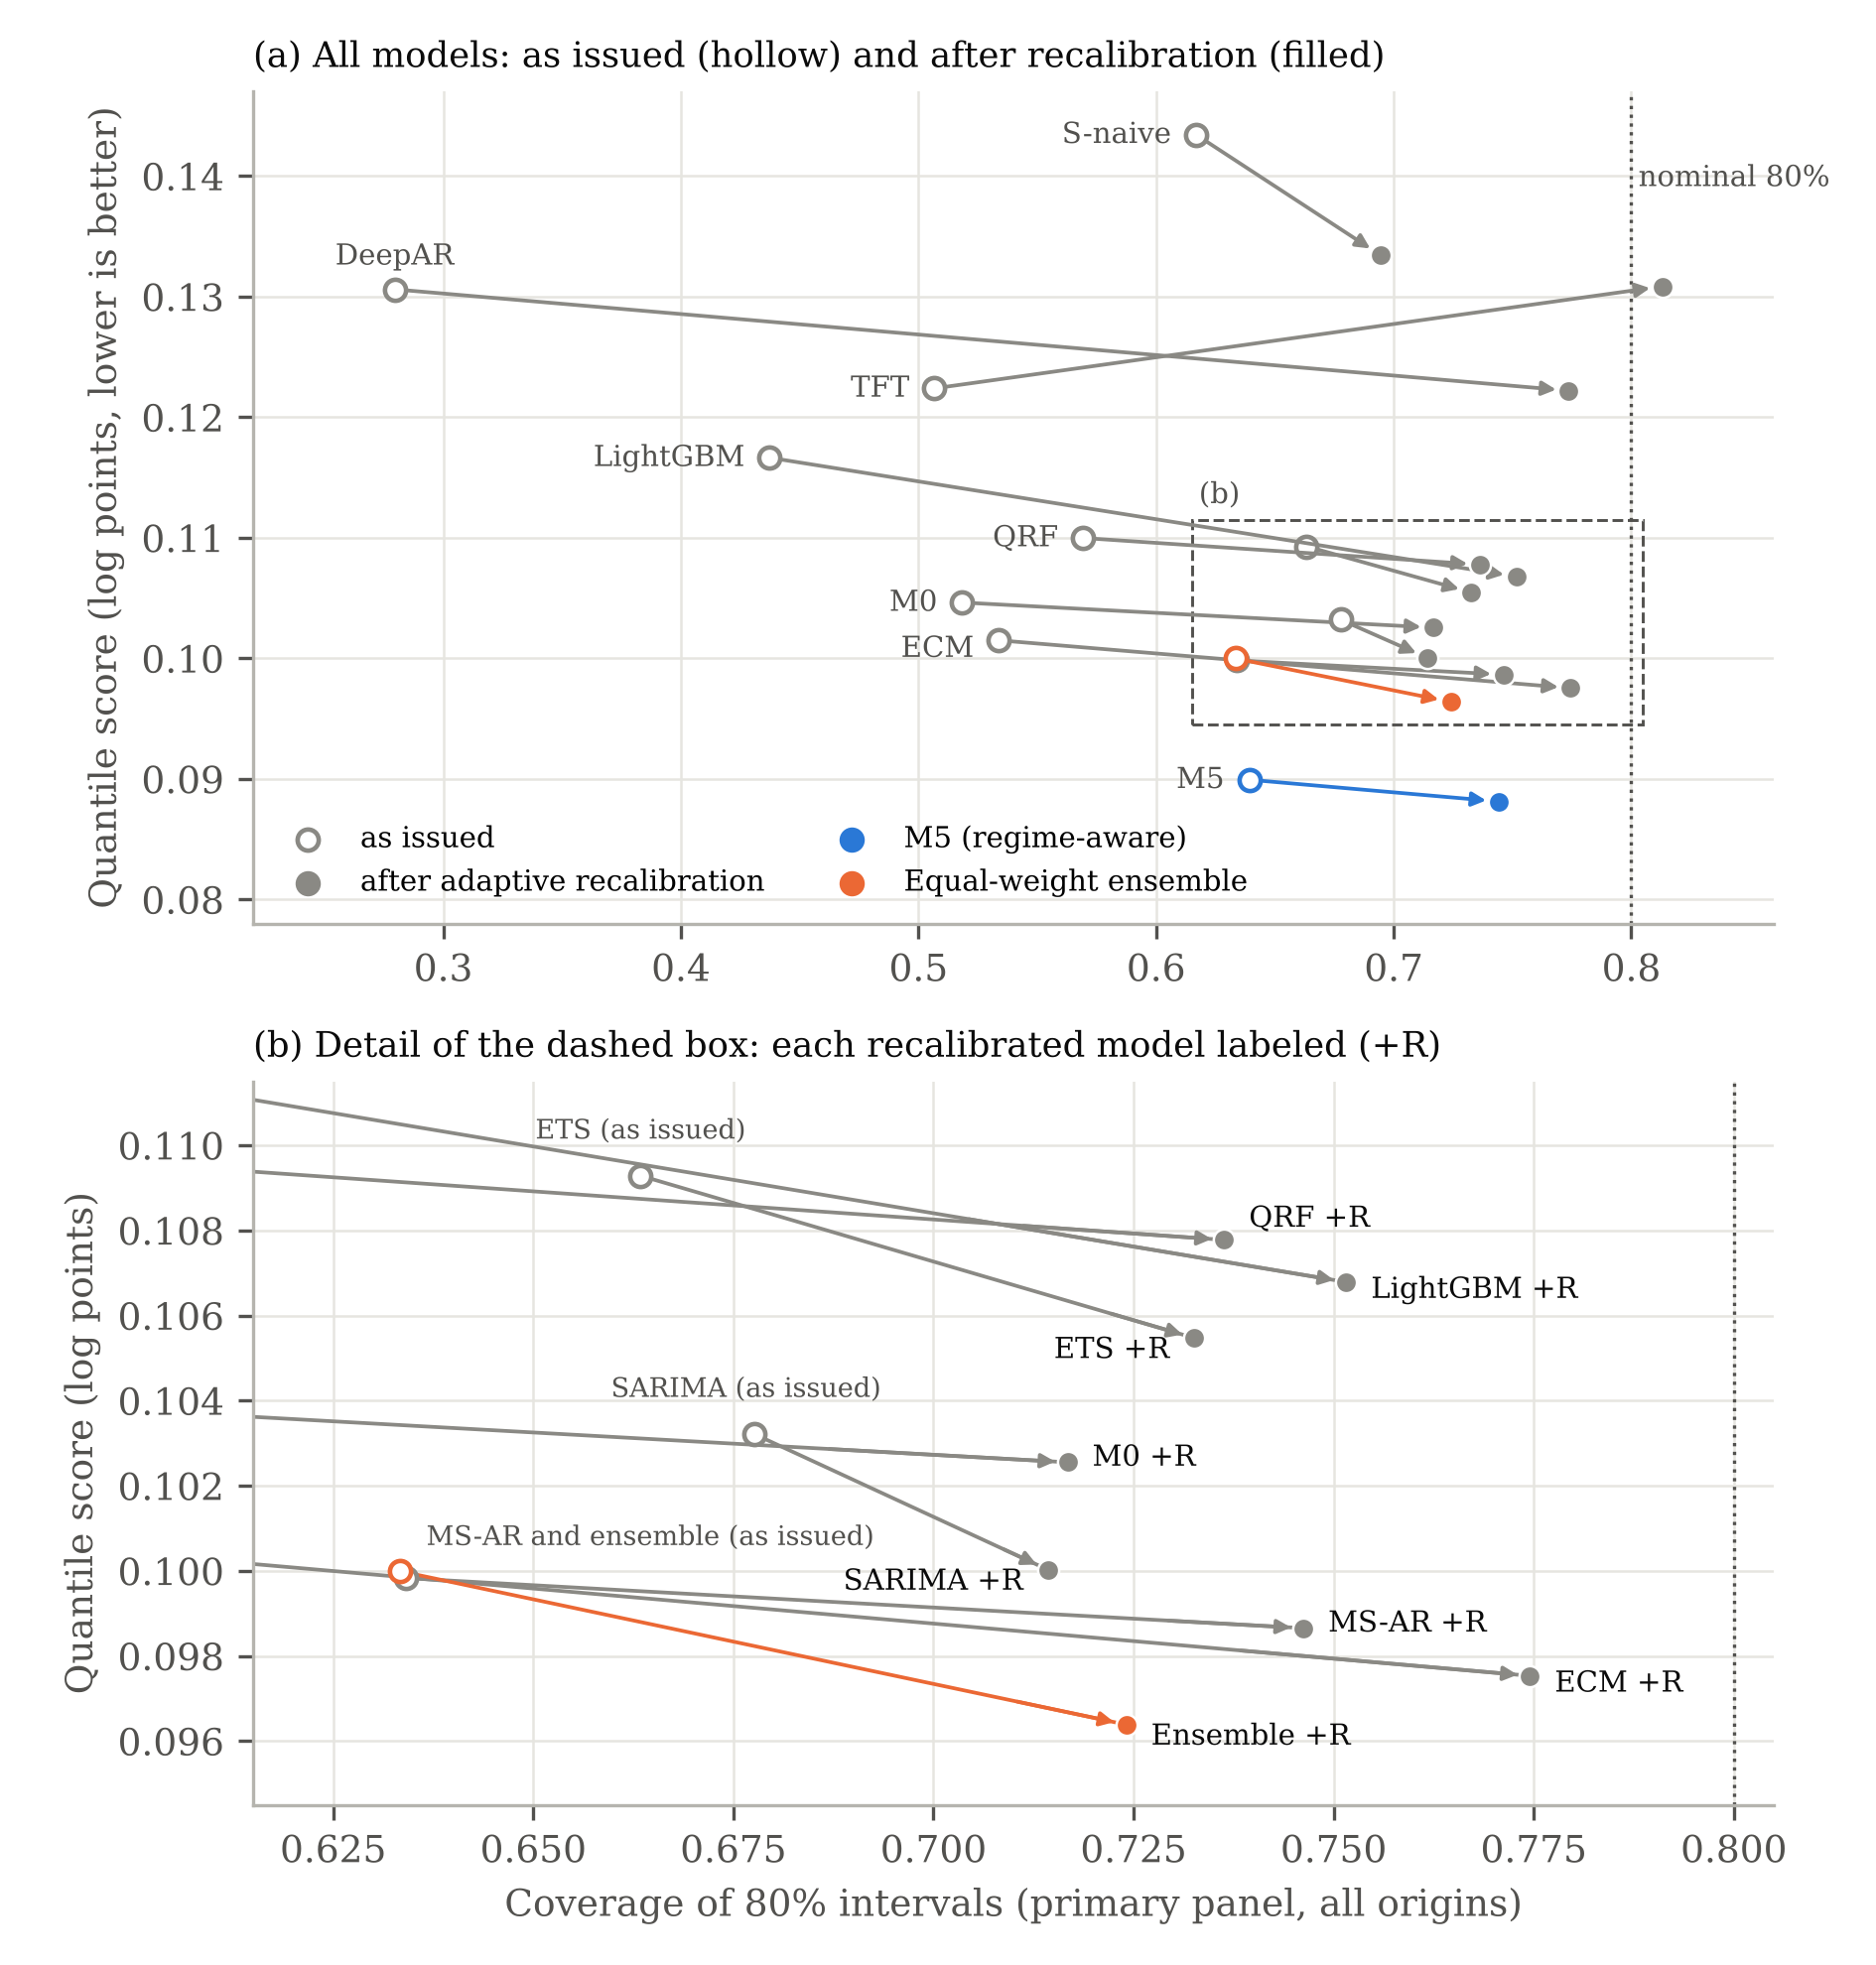 (a) All models: as issued (hollow) and after recalibration (filled)
Quantile score (log points, lower is better)
0.14
0.13
0.12
0.11
0.10
0.09
0.08
S-naive
nominal 80%
DeepAR
TFT
LightGBM
(b)
QRF
M0
ECM
M5
as issued
after adaptive recalibration
M5 (regime-aware)
Equal-weight ensemble
0.3
0.4
0.5
0.6
0.7
0.8
(b) Detail of the dashed box: each recalibrated model labeled (+R)
Quantile score (log points)
0.110
0.108
0.106
0.104
0.102
0.100
0.098
0.096
ETS (as issued)
QRF +R
LightGBM +R
ETS +R
SARIMA (as issued)
M0 +R
MS-AR and ensemble (as issued)
SARIMA +R
MS-AR +R
ECM +R
Ensemble +R
0.625
0.650
0.675
0.700
0.725
0.750
0.775
0.800
Coverage of 80% intervals (primary panel, all origins)